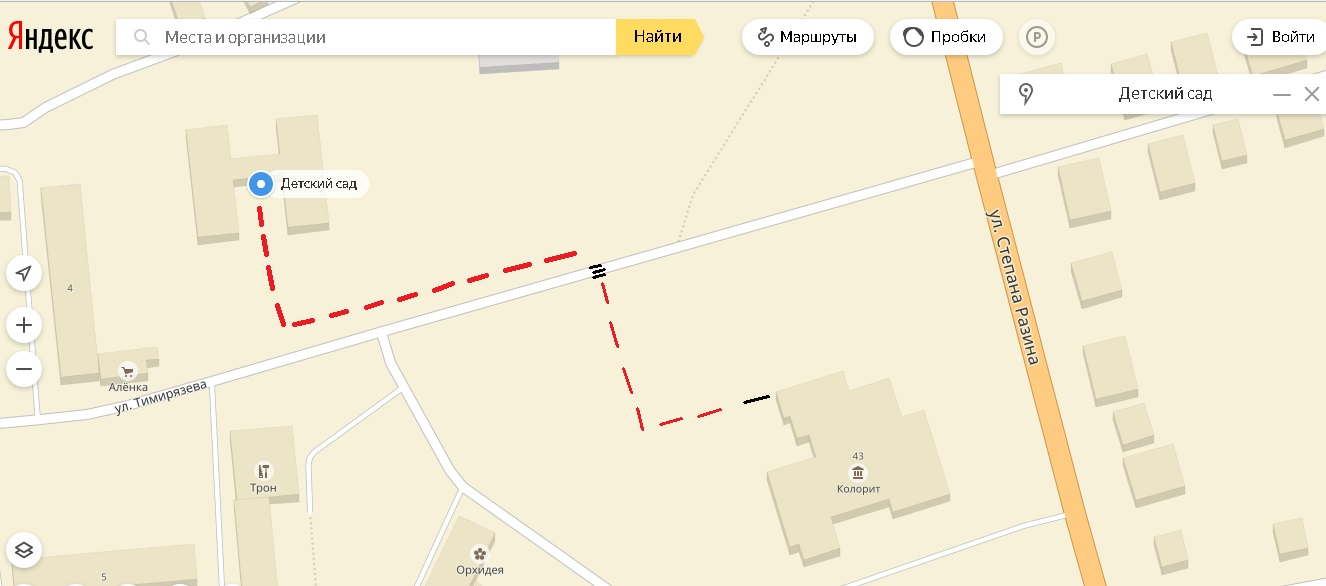 Яндекс
Места и организации
Найти
Маршруты
Пробки
P
Войти
Детский сад
Детский сад
4
Алёнка
ул. Тимирязева
ул. Степана Разина
43
Колорит
Трон
Орхидея
5